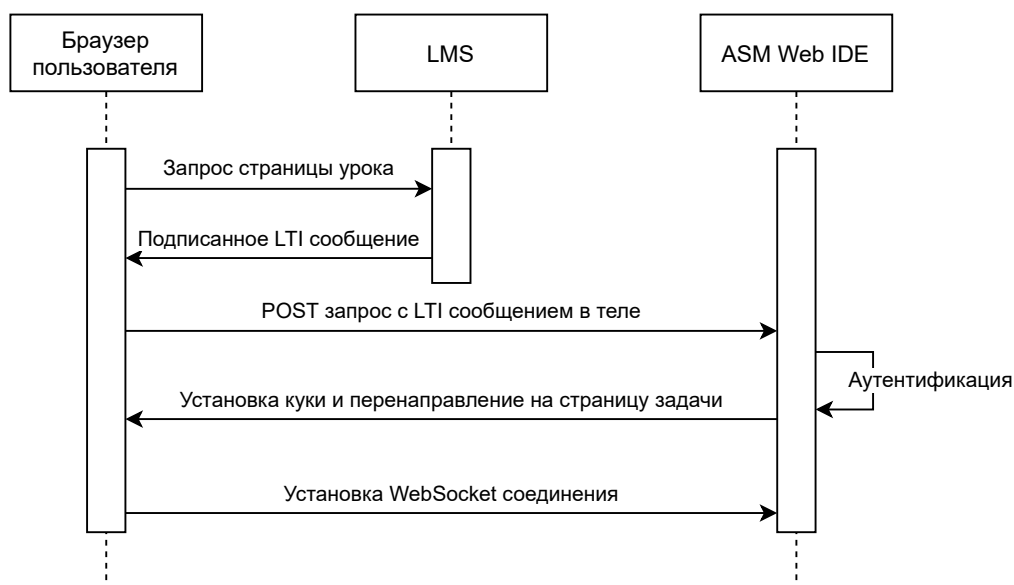 Браузер
пользователя
LMS
ASM Web IDE
Запрос страницы урока
Подписанное LTI сообщение
POST запрос с LTI сообщением в теле
Аутентификация
Установка куки и перенаправление на страницу задачи
Установка WebSocket соединения